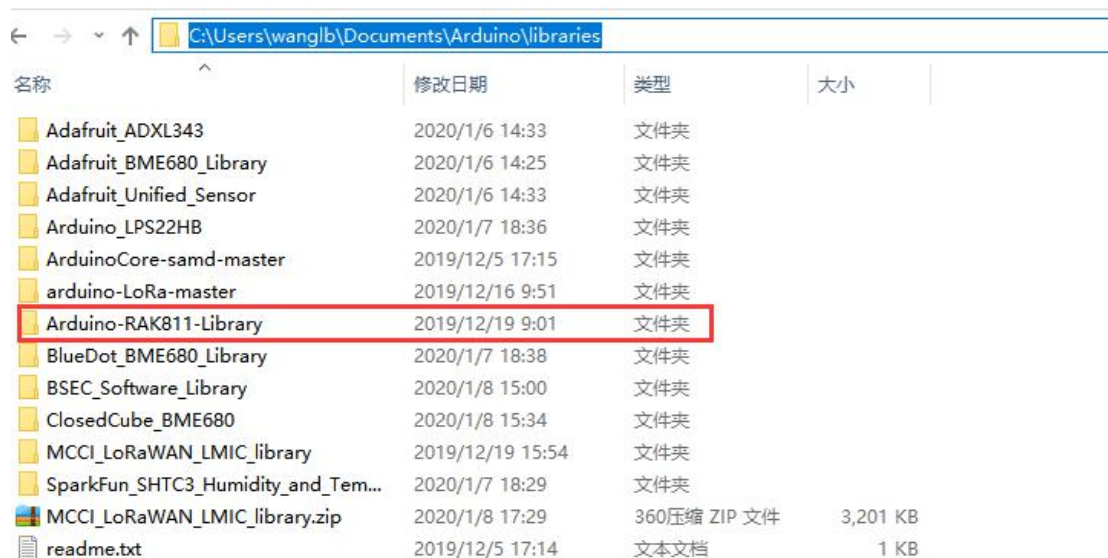 C:\Users\wanglb\Documents\Arduino\libraries
名称 修改日期 类型 大小
Adafruit_ADXL343 2020/1/6 14:33 文件夹
Adafruit_BME680_Library 2020/1/6 14:25 文件夹
Adafruit_Unified_Sensor 2020/1/6 14:33 文件夹
Arduino_LPS22HB 2020/1/7 18:36 文件夹
ArduinoCore-samd-master 2019/12/5 17:15 文件夹
arduino-LoRa-master 2019/12/16 9:51 文件夹
Arduino-RAK811-Library 2019/12/19 9:01 文件夹
BlueDot_BME680_Library 2020/1/7 18:38 文件夹
BSEC_Software_Library 2020/1/8 15:00 文件夹
ClosedCube_BME680 2020/1/8 15:34 文件夹
MCCI_LoRaWAN_LMIC_library 2019/12/19 15:54 文件夹
SparkFun_SHTC3_Humidity_and_Tem... 2020/1/7 18:29 文件夹
MCCI_LoRaWAN_LMIC_library.zip 2020/1/8 17:29 360压缩 ZIP 文件 3,201 KB
readme.txt 2019/12/5 17:14 文本文档 1 KB